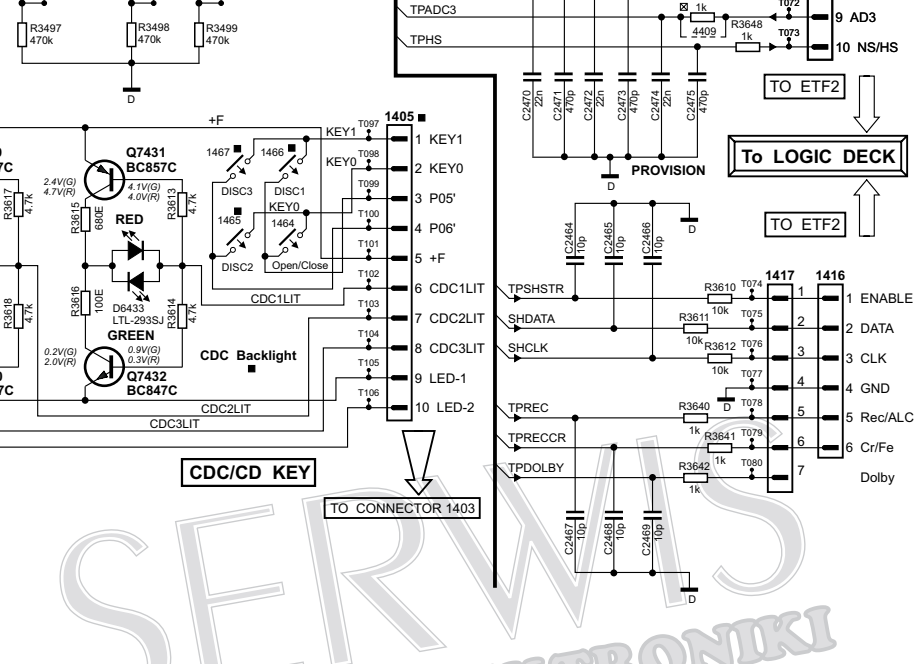 TPADC3
TPHS
1k
4409
R3648
1k
T072
T073
9 AD3
10 NS/HS
R3497
470k
R3498
470k
R3499
470k
D
C2470
22n
C2471
470p
C2472
22n
C2473
470p
C2474
22n
C2475
470p
D
PROVISION
TO ETF2
To LOGIC DECK
TO ETF2
+F
1405
Q7431
BC857C
7C
2.4V(G)
4.7V(R)
4.1V(G)
4.0V(R)
R3617
4.7k
R3615
680E
R3613
4.7k
RED
1467
1466
DISC3
DISC1
1465
1464
DISC2
Open/Close
KEY1
KEY0
KEY0
T097
T098
T099
T100
T101
T102
T103
T104
T105
T106
1 KEY1
2 KEY0
3 P05'
4 P06'
5 +F
6 CDC1LIT
7 CDC2LIT
8 CDC3LIT
9 LED-1
10 LED-2
CDC1LIT
R3618
4.7k
R3616
100E
D6433
LTL-293SJ
R3614
4.7k
GREEN
0.2V(G)
2.0V(R)
0.9V(G)
0.3V(R)
Q7432
BC847C
7C
CDC Backlight
CDC2LIT
CDC3LIT
CDC/CD KEY
TO CONNECTOR 1403
C2464
10p
C2465
10p
C2466
10p
D
TPSHSTR
SHDATA
SHCLK
TPREC
TPRECCR
TPDOLBY
R3610
10k
R3611
10k
R3612
10k
R3640
1k
R3641
1k
R3642
1k
D
T074
T075
T076
T077
T078
T079
T080
1417
1416
1
2
3
4
5
6
7
1 ENABLE
2 DATA
3 CLK
4 GND
5 Rec/ALC
6 Cr/Fe
Dolby
C2467
10p
C2468
10p
C2469
10p
D
SERWIS